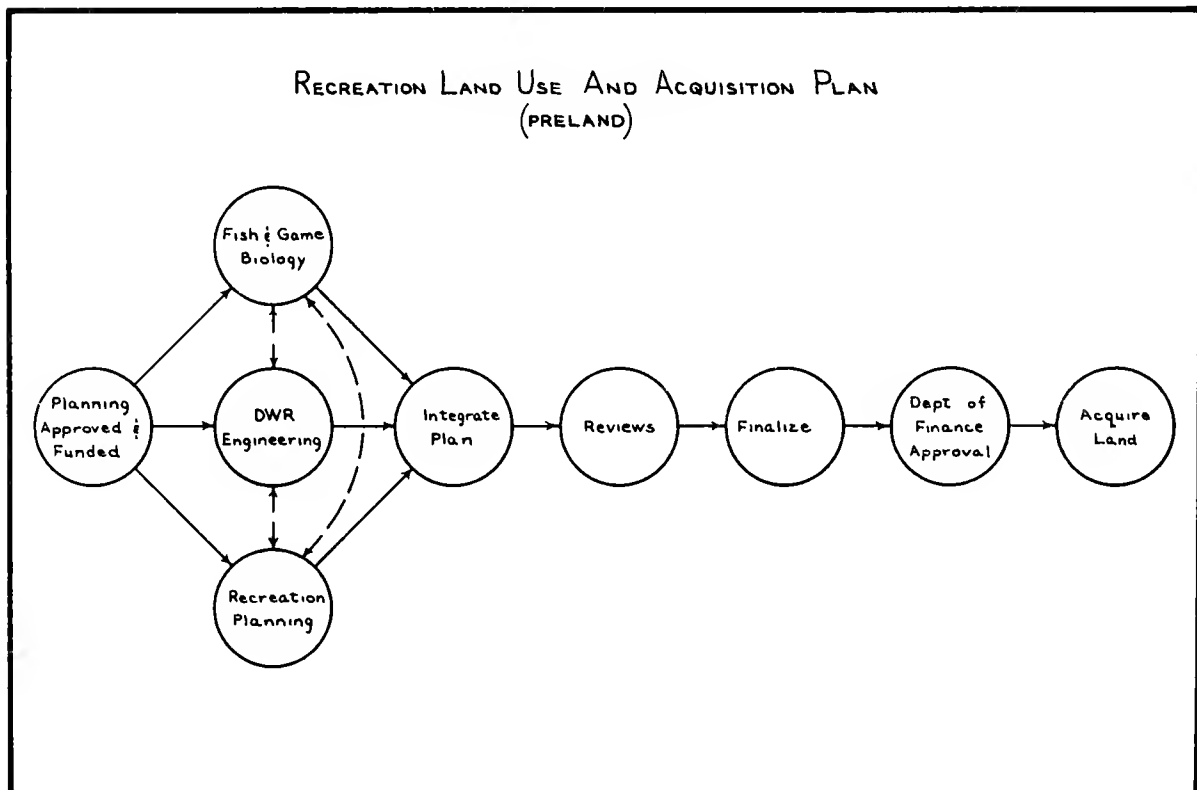 RECREATION LAND USE AND ACQUISITION PLAN
(PRELAND)
Fish & Game
Biology
Planning
Approved &
Funded
DWR
Engineering
Integrate
Plan
Reviews
Finalize
Dept of
Finance
Approval
Acquire
Land
Recreation
Planning